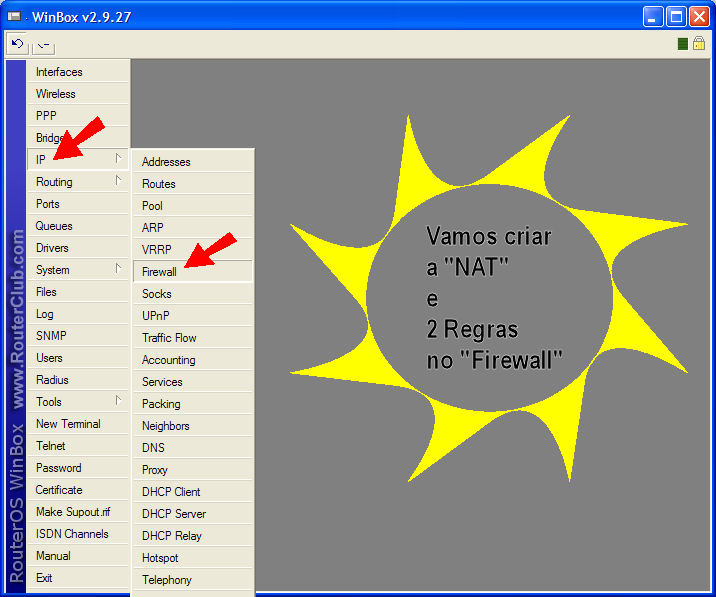 WinBox v2.9.27
RouterOS WinBox www.RouterClub.com
Interfaces
Wireless
PPP
Bridge
IP
Routing
Ports
Queues
Drivers
System
Files
Log
SNMP
Users
Radius
Tools
New Terminal
Telnet
Password
Certificate
Make Supout.rif
ISDN Channels
Manual
Exit
Addresses
Routes
Pool
ARP
VRRP
Firewall
Socks
UPnP
Traffic Flow
Accounting
Services
Packing
Neighbors
DNS
Proxy
DHCP Client
DHCP Server
DHCP Relay
Hotspot
Telephony
Vamos criar
a "NAT"
e
2 Regras
no "Firewall"